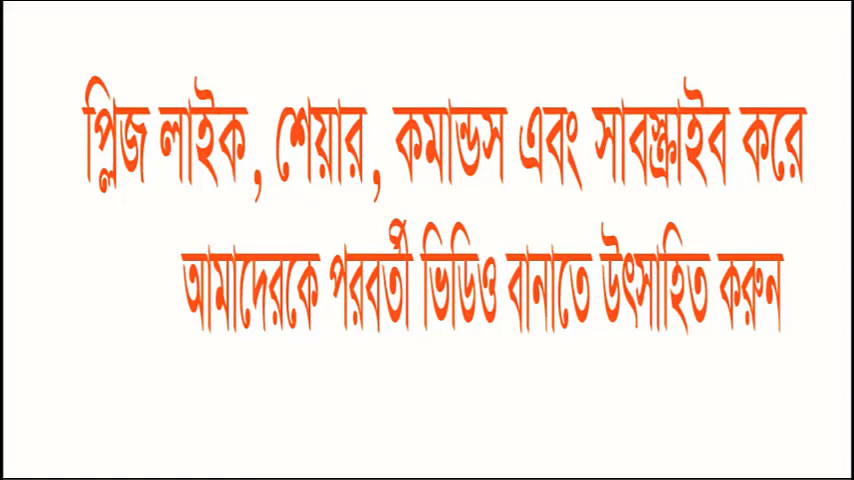 প্লিজ লাইক, শেয়ার, কমান্ডস এবং সাবস্ক্রাইব করে
আমাদেরকে পরবর্তী ভিডিও বানাতে উৎসাহিত করুন